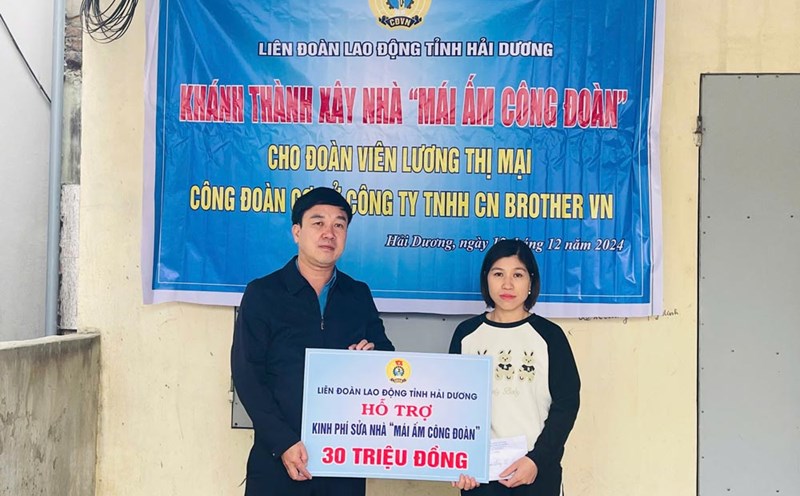 CĐVN
LIÊN ĐOÀN LAO ĐỘNG TỈNH HẢI DƯƠNG
KHÁNH THÀNH XÂY NHÀ “MÁI ẤM CÔNG ĐOÀN”
CHO ĐOÀN VIÊN LƯƠNG THỊ MẠI
CÔNG ĐOÀN CÔNG TY TNHH CN BROTHER VN
Hải Dương, 12 năm 2024
LIÊN ĐOÀN LAO ĐỘNG TỈNH HẢI DƯƠNG
HỖ TRỢ
KINH PHÍ SỬA NHÀ “MÁI ẤM CÔNG ĐOÀN”
30 TRIỆU ĐỒNG